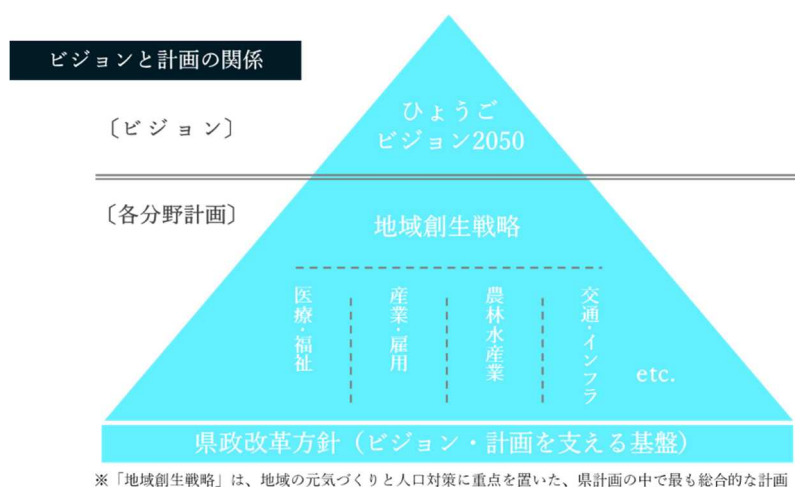 ビジョンと計画の関係
ひょうご
ビジョン2050
〔ビジョン〕
〔各分野計画〕
地域創生戦略
医療・福祉
産業・雇用
農林水産業
交通・インフラ
etc.
県政改革方針（ビジョン・計画を支える基盤）
※「地域創生戦略」は、地域の元気づくりと人口対策に重点を置いた、県計画の中で最も総合的な計画